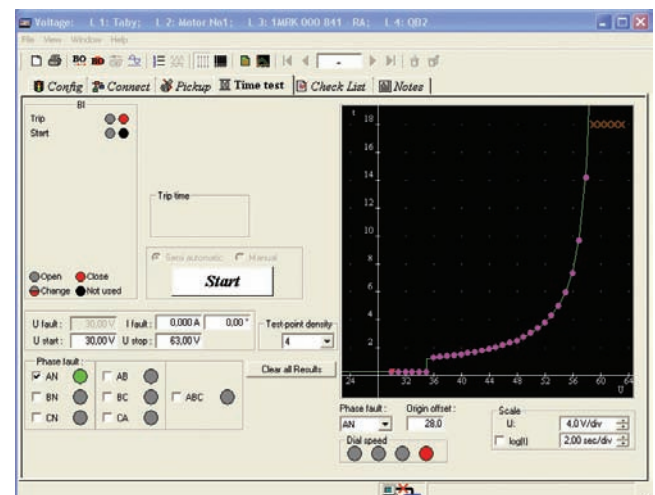 Voltage: L 1: Taby; L 2: Motor No1; L 3: 1MRK 000 841 - RA; L 4: QB2
File View Window Help
Config Connect Pickup Time test Check List Notes
BI
Trip
Start
Trip time
Semi automatic Manual
Start
Open Close
Change Not used
U fault: 30,00 V I fault: 0,000 A 0,00 °
U start: 30,00 V U stop: 63,00 V
Test-point density
4
Phase fault:
AN AB
BN BC ABC
CN CA
Clear all Results
t
18
16
14
12
10
8
6
4
2
24 32 36 40 44 48 52 56 60 64
U
Phase fault: Origin offset:
AN 28.0
Dial speed
Scale
U: 4.0 V/div
log(t) 2,00 sec/div